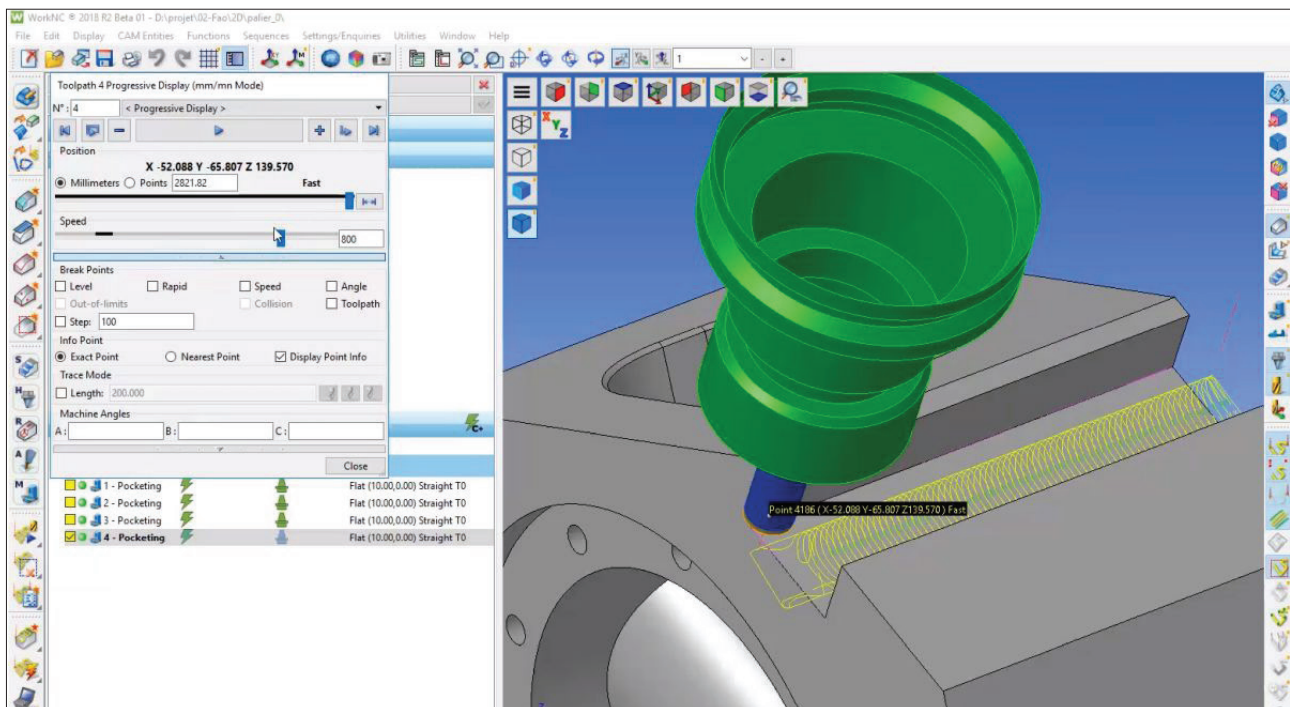 WorkNC ® 2018 R2 Beta 01 - D:\projet\02-Fao\2D\palier_0\
File Edit Display CAM Entities Functions Sequences Settings/Enquires Utilities Window Help
1
Toolpath 4 Progressive Display (mm/mn Mode)
N° : 4 < Progressive Display >
Position
X -52.088 Y -65.807 Z 139.570
Millimeters Points 2821.82 Fast
Speed
800
Break Points
Level Rapid Speed Angle
Out-of-limits Collision Toolpath
Step: 100
Info Point
Exact Point Nearest Point Display Point Info
Trace Mode
Length: 200.000
Machine Angles
A : B : C :
Close
1 - Pocketing Flat (10.00,0.00) Straight T0
2 - Pocketing Flat (10.00,0.00) Straight T0
3 - Pocketing Flat (10.00,0.00) Straight T0
4 - Pocketing Flat (10.00,0.00) Straight T0
X Y Z
Point 4186 ( X-52.088 Y-65.807 Z139.570 ) Fast
S
H
R
A
M
C+